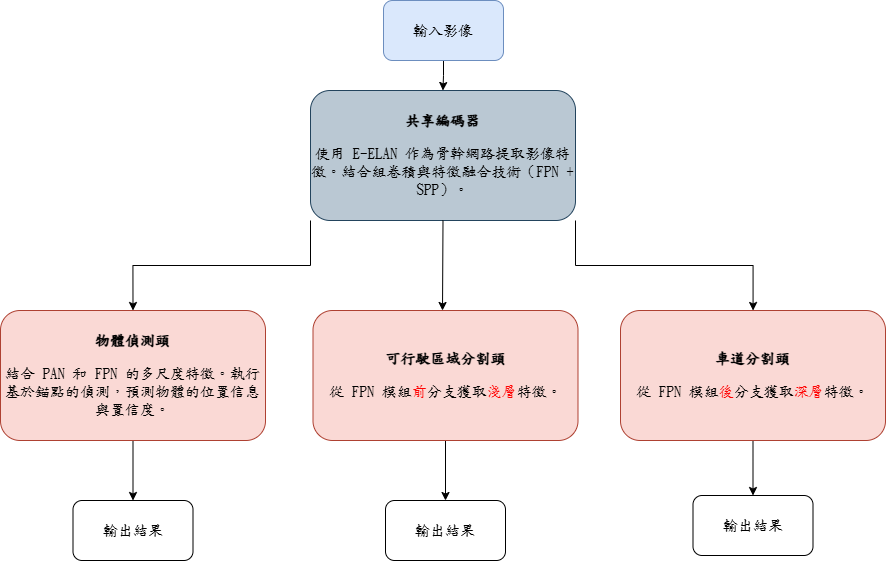 輸入影像
共享編碼器
使用 E-ELAN 作為骨幹網路提取影像特
徵。結合組卷積與特徵融合技術（FPN +
SPP）。
物體偵測頭
結合 PAN 和 FPN 的多尺度特徵。執行
基於錨點的偵測，預測物體的位置信息
與置信度。
可行駛區域分割頭
從 FPN 模組前分支獲取淺層特徵。
車道分割頭
從 FPN 模組後分支獲取深層特徵。
輸出結果
輸出結果
輸出結果